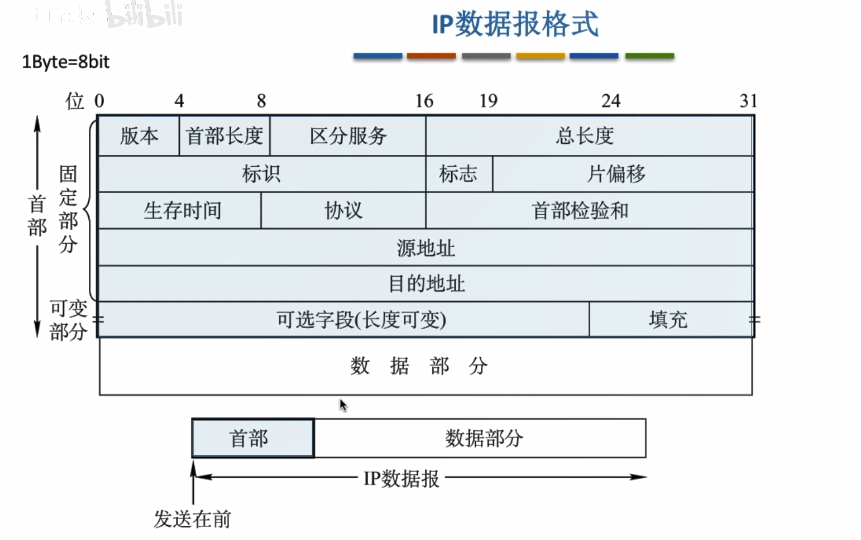 bilibili
IP数据报格式
1Byte=8bit
位 0 4 8 16 19 24 31
版本 首部长度 区分服务 总长度
标识 标志 片偏移
生存时间 协议 首部检验和
源地址
目的地址
可选字段(长度可变) 填充
数据部分
首部
固定部分
可变部分
首部 数据部分
IP数据报
发送在前